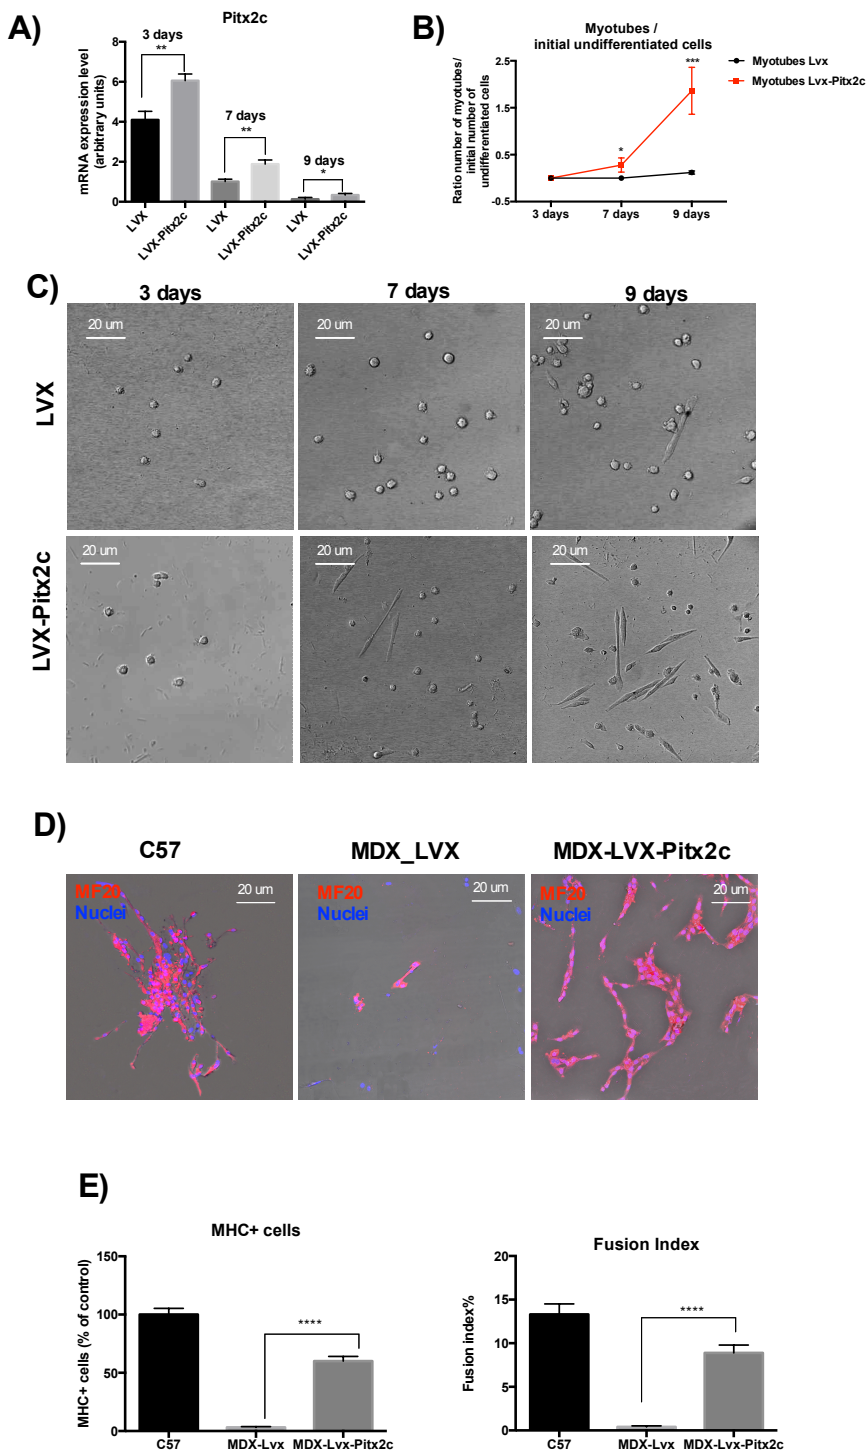 A)
Pitx2c
mRNA expression level
(arbitrary units)
8
6
4
2
0
3 days
**
7 days
**
9 days
*
LVX
LVX-Pitx2c
LVX
LVX-Pitx2c
LVX
LVX-Pitx2c
B)
Myotubes /
initial undifferentiated cells
Ratio number of myotubes/
initial number of
undifferentiated cells
2.5
1.5
0.5
-0.5
*
***
3 days
7 days
9 days
Myotubes Lvx
Myotubes Lvx-Pitx2c
C)
3 days
7 days
9 days
LVX
20 um
20 um
20 um
LVX-Pitx2c
20 um
20 um
20 um
D)
C57
MDX_LVX
MDX-LVX-Pitx2c
MF20
Nuclei
20 um
MF20
Nuclei
20 um
MF20
Nuclei
20 um
E)
MHC+ cells
MHC+ cells (% of control)
150
100
50
0
****
C57
MDX-Lvx
MDX-Lvx-Pitx2c
Fusion Index
Fusion index%
20
15
10
5
0
****
C57
MDX-Lvx
MDX-Lvx-Pitx2c